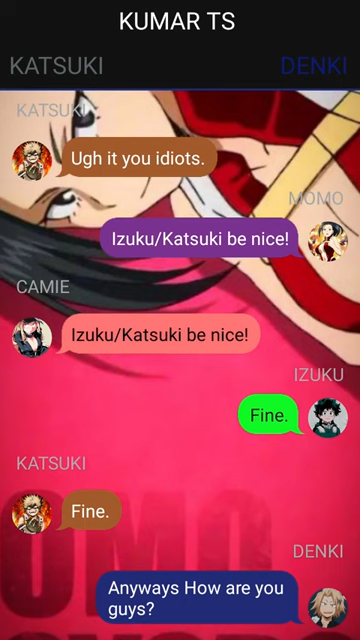 KUMAR TS
KATSUKI
DENKI
KATSUKI
Ugh it you idiots.
MOMO
Izuku/Katsuki be nice!
CAMIE
Izuku/Katsuki be nice!
IZUKU
Fine.
KATSUKI
Fine.
DENKI
Anyways How are you
guys?
OMO